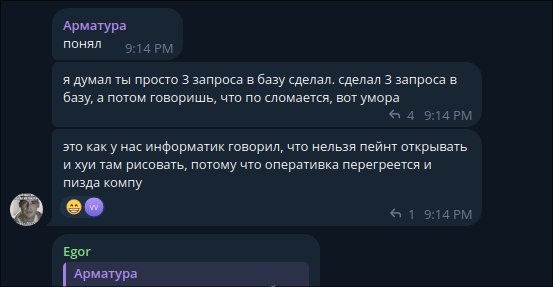 Арматура
понял
9:14 PM
я думал ты просто 3 запроса в базу сделал. сделал 3 запроса в
базу, а потом говоришь, что по сломается, вот умора
4 9:14 PM
это как у нас информатик говорил, что нельзя пейнт открывать
и хуи там рисовать, потому что оперативка перегреется и
пизда компу
1 9:14 PM
Egor
Арматура